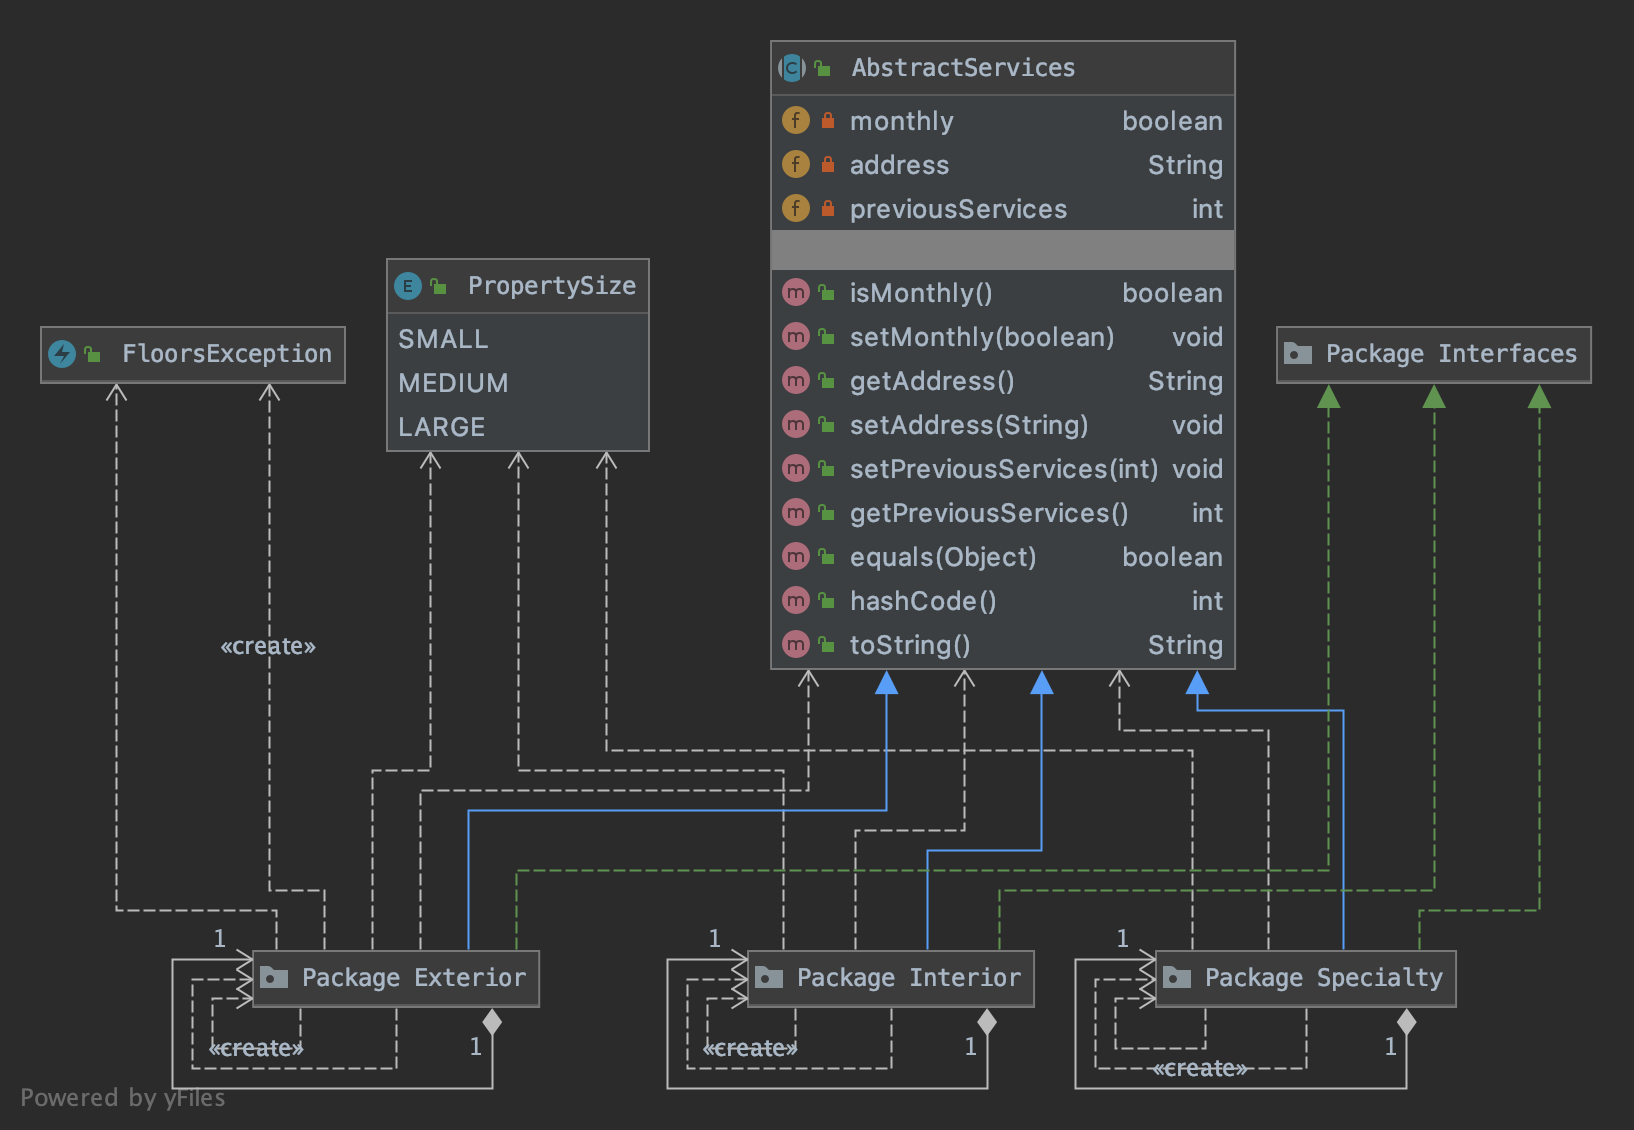 AbstractServices
monthly boolean
address String
previousServices int
isMonthly() boolean
setMonthly(boolean) void
getAddress() String
setAddress(String) void
setPreviousServices(int) void
getPreviousServices() int
equals(Object) boolean
hashCode() int
toString() String
PropertySize
SMALL
MEDIUM
LARGE
FloorsException
Package Interfaces
«create»
1
Package Exterior
«create»
1
1
Package Interior
«create»
1
1
Package Specialty
«create»
1
Powered by yFiles